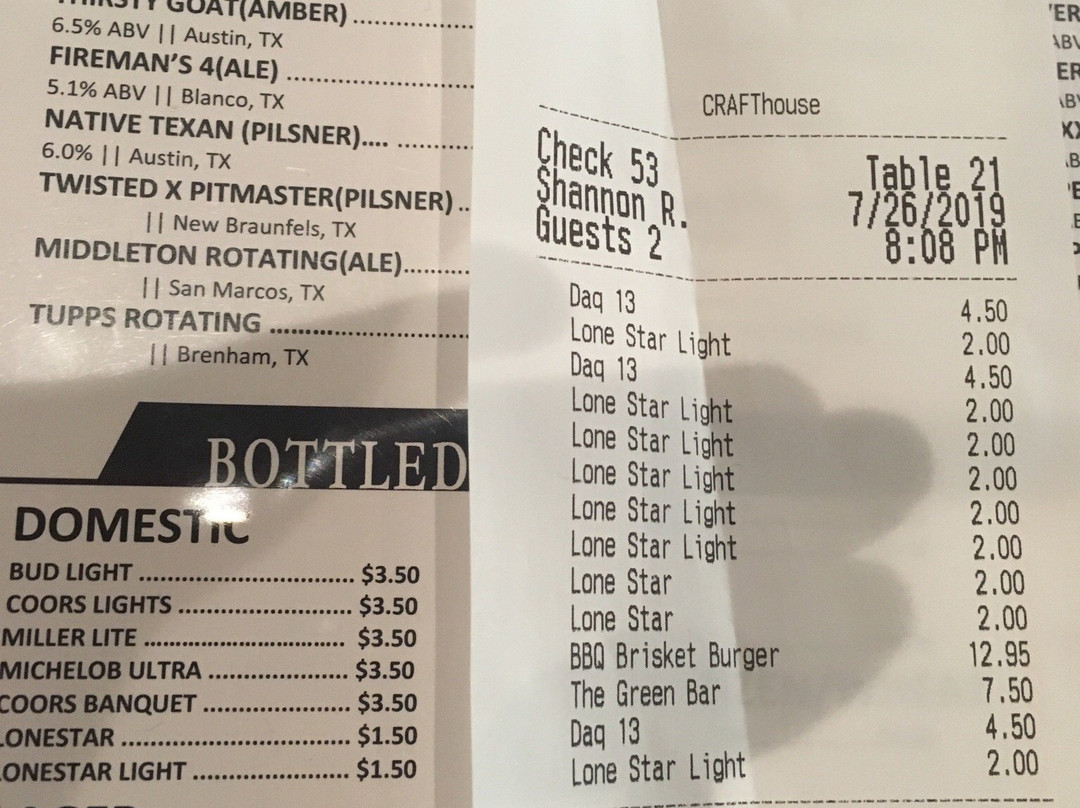 THIRSTY GOAT(AMBER)
6.5% ABV || Austin, TX
FIREMAN'S 4(ALE)
5.1% ABV || Blanco, TX
NATIVE TEXAN (PILSNER)....
6.0% || Austin, TX
TWISTED X PITMASTER(PILSNER)..
|| New Braunfels, TX
MIDDLETON ROTATING(ALE)
|| San Marcos, TX
TUPPS ROTATING
|| Brenham, TX
BOTTLED
DOMESTIC
BUD LIGHT $3.50
COORS LIGHTS $3.50
MILLER LITE $3.50
MICHELOB ULTRA $3.50
COORS BANQUET $3.50
LONESTAR $1.50
LONESTAR LIGHT $1.50
CRAFThouse
Check 53 Table 21
Shannon R. 7/26/2019
Guests 2 8:08 PM
Daq 13 4.50
Lone Star Light 2.00
Daq 13 4.50
Lone Star Light 2.00
Lone Star Light 2.00
Lone Star Light 2.00
Lone Star Light 2.00
Lone Star Light 2.00
Lone Star 2.00
Lone Star 2.00
BBQ Brisket Burger 12.95
The Green Bar 7.50
Daq 13 4.50
Lone Star Light 2.00